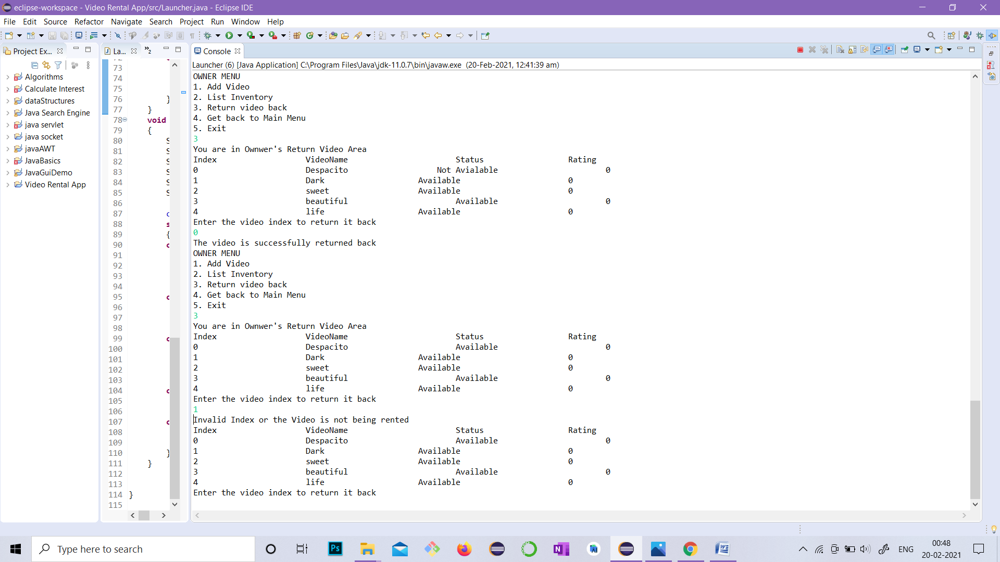 eclipse-workspace - Video Rental App/src/Launcher.java - Eclipse IDE
File Edit Source Refactor Navigate Search Project Run Window Help
Project Ex...
La...
2
Console
Launcher (6) [Java Application] C:\Program Files\Java\jdk-11.0.7\bin\javaw.exe (20-Feb-2021, 12:41:39 am)
Algorithms
Calculate Interest
dataStructures
Java Search Engine
java servlet
java socket
javaAWT
JavaBasics
JavaGuiDemo
Video Rental App
73
74
75
76 }
77 }
78 void
79 {
80 S
81 S
82 S
83 S
84 S
85 S
86
87 c
88 s
89 {
90 c
91
92
93
94
95 c
96
97
98
99 c
100
101
102
103
104 c
105
106
107 c
108
109
110 }
111 }
112
113
114 }
115
OWNER MENU
1. Add Video
2. List Inventory
3. Return video back
4. Get back to Main Menu
5. Exit
3
You are in Ownwer's Return Video Area
Index VideoName Status Rating
0 Despacito Not Avialable 0
1 Dark Available 0
2 sweet Available 0
3 beautiful Available 0
4 life Available 0
Enter the video index to return it back
0
The video is successfully returned back
OWNER MENU
1. Add Video
2. List Inventory
3. Return video back
4. Get back to Main Menu
5. Exit
3
You are in Ownwer's Return Video Area
Index VideoName Status Rating
0 Despacito Available 0
1 Dark Available 0
2 sweet Available 0
3 beautiful Available 0
4 life Available 0
Enter the video index to return it back
1
Invalid Index or the Video is not being rented
Index VideoName Status Rating
0 Despacito Available 0
1 Dark Available 0
2 sweet Available 0
3 beautiful Available 0
4 life Available 0
Enter the video index to return it back
Type here to search
Ps
N
W
ENG
00:48
20-02-2021